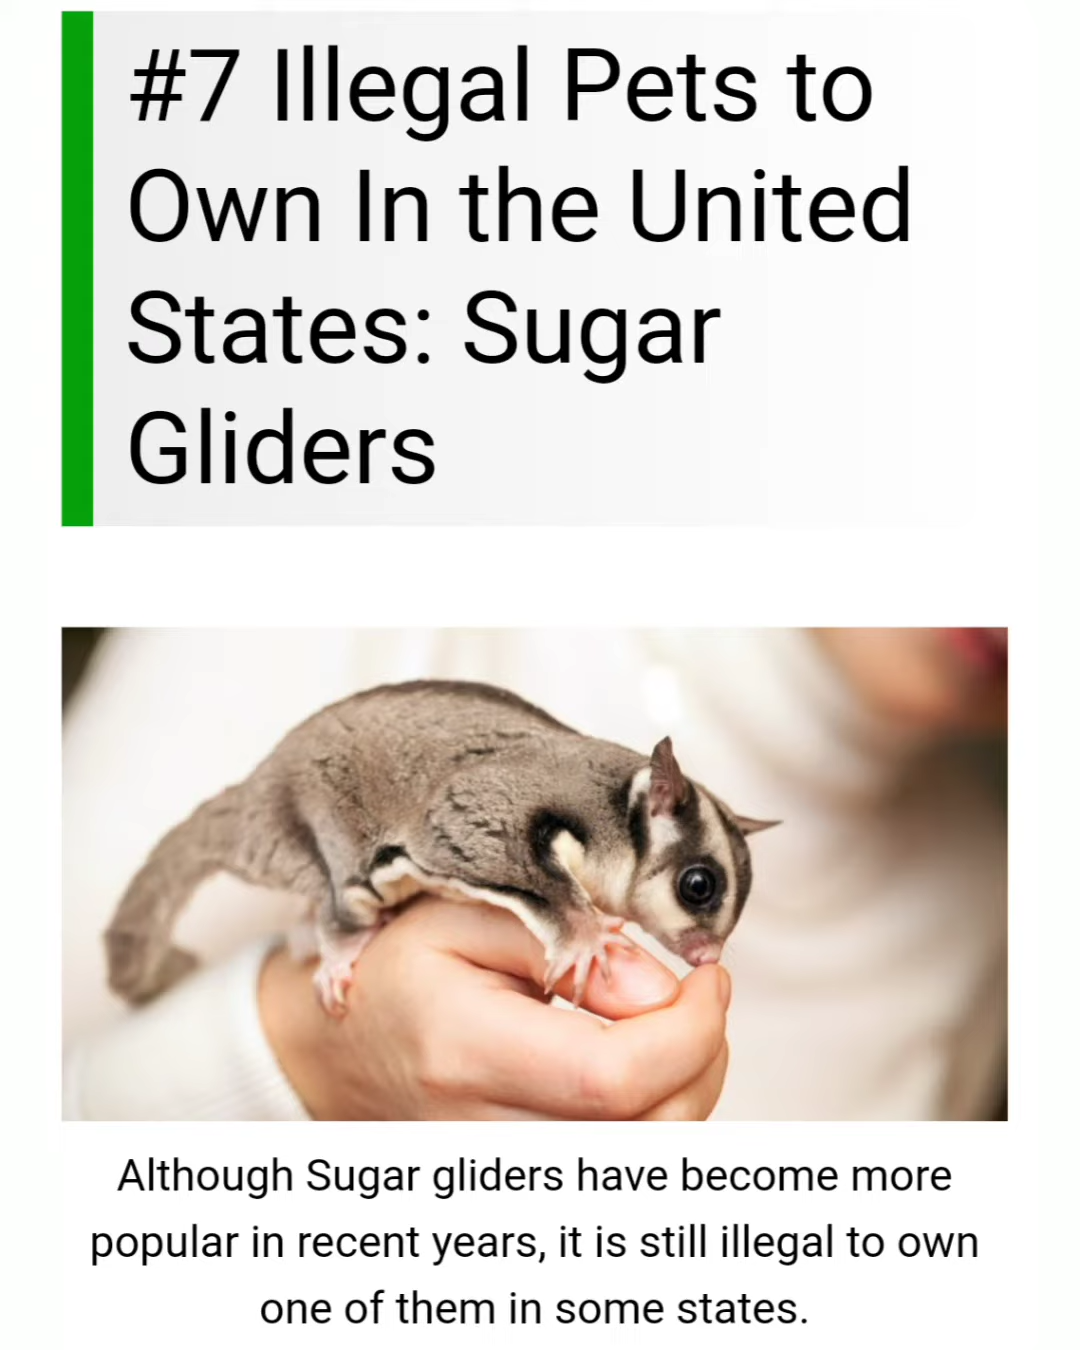 #7 Illegal Pets to
Own In the United
States: Sugar
Gliders
Although Sugar gliders have become more
popular in recent years, it is still illegal to own
one of them in some states.